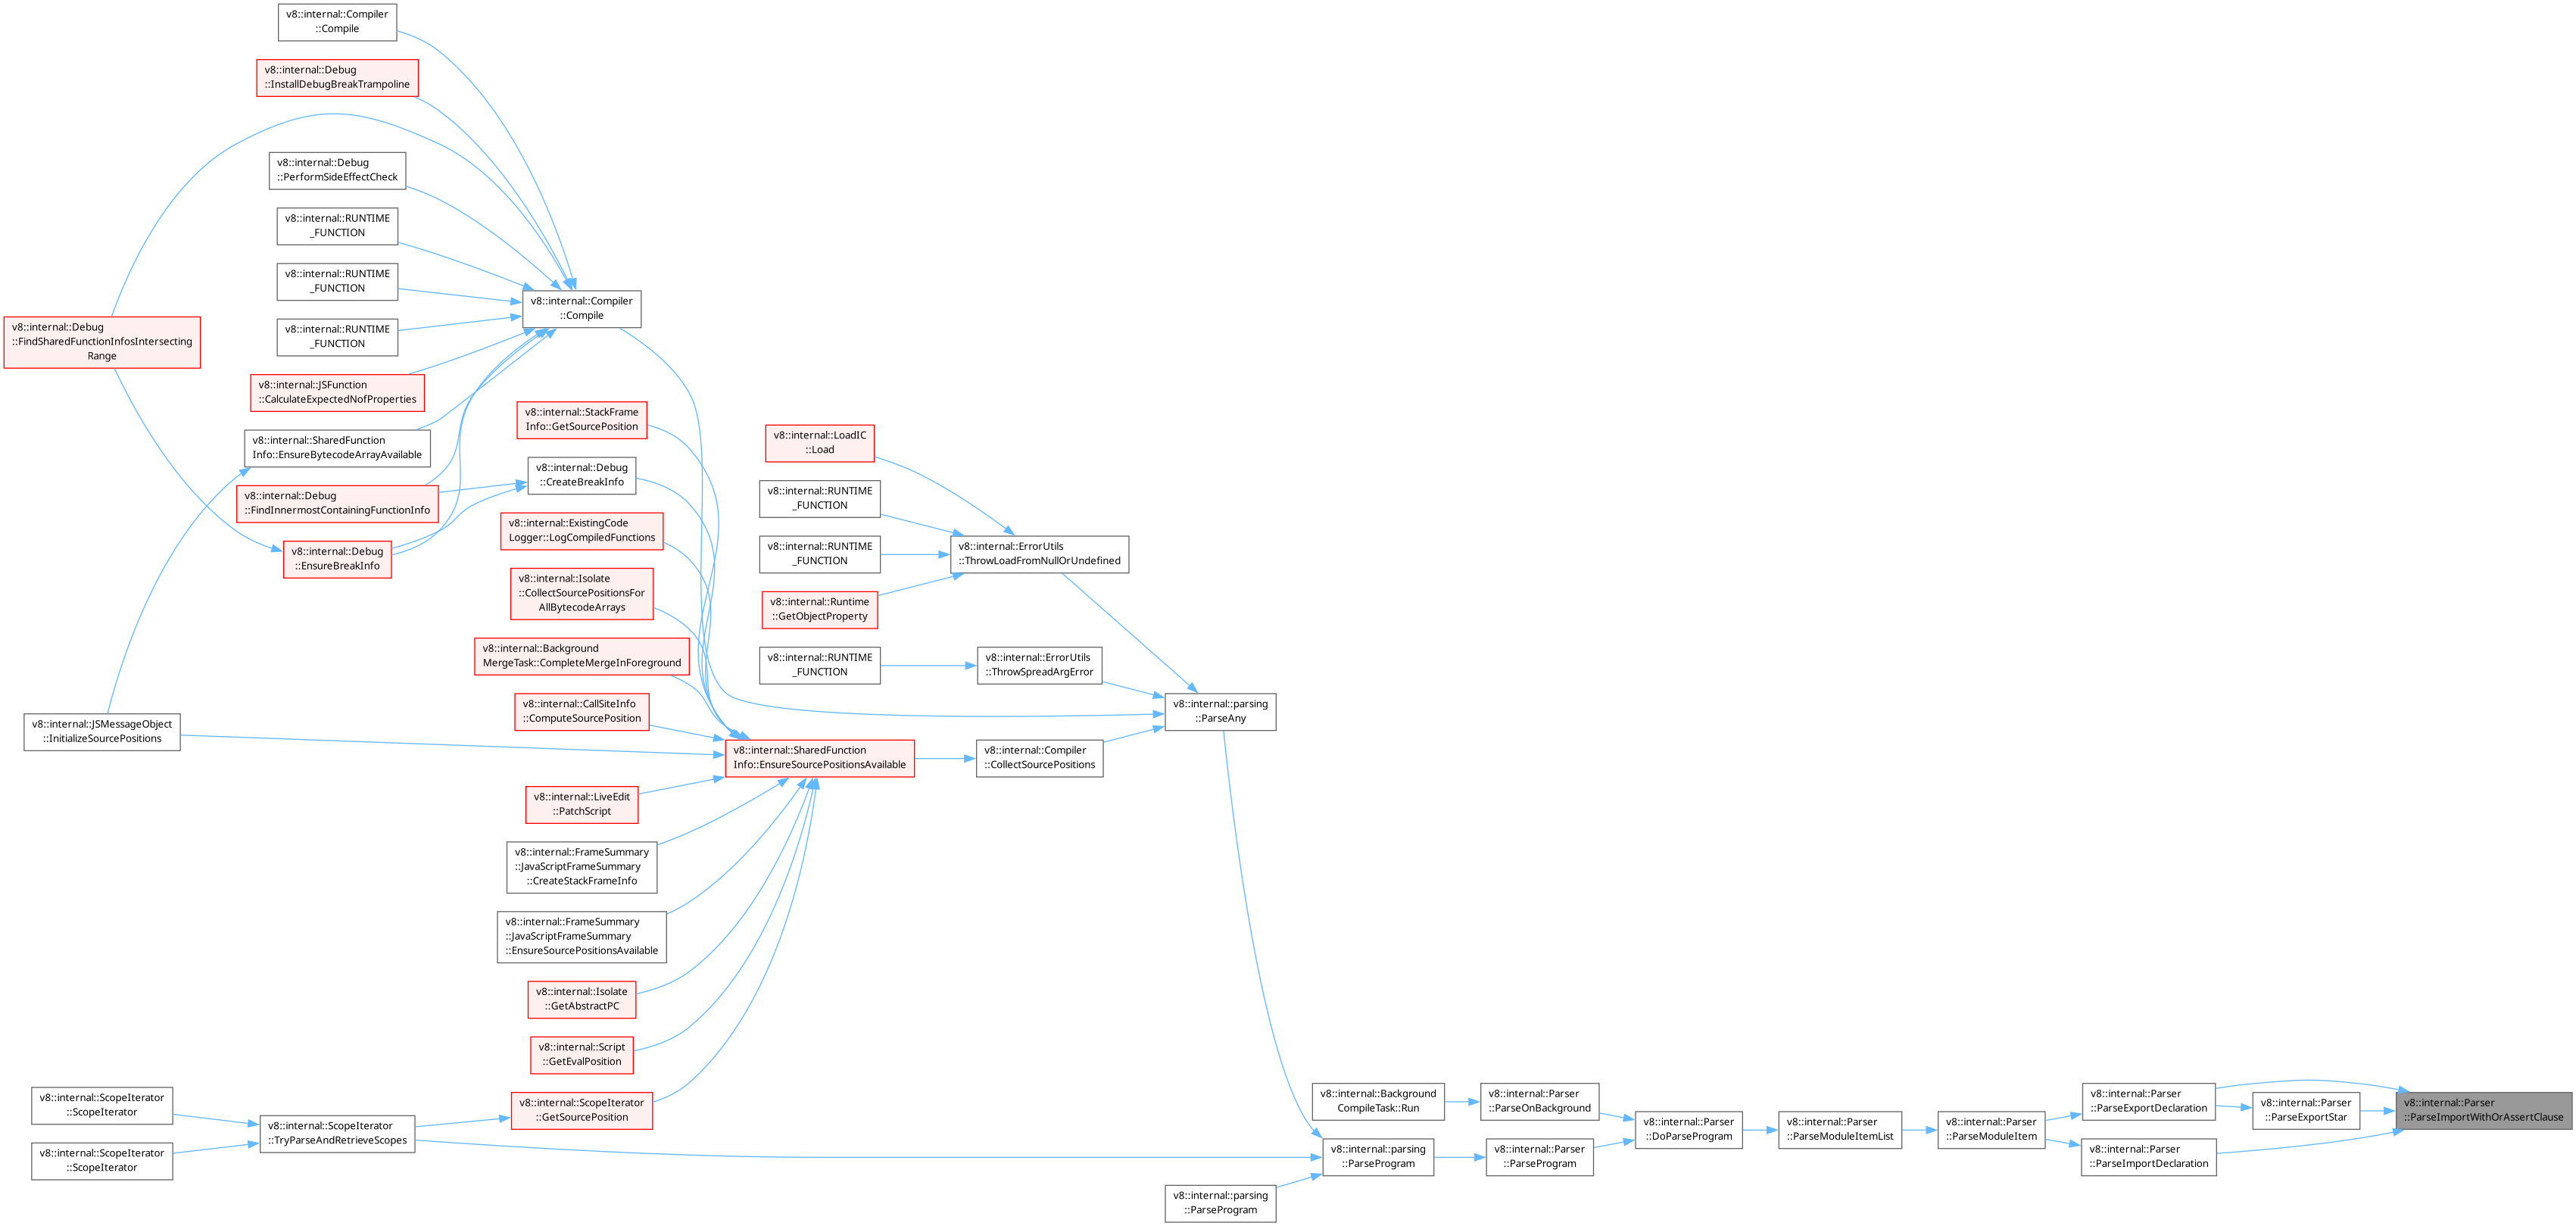 v8::internal::Compiler
::Compile
v8::internal::Debug
::InstallDebugBreakTrampoline
v8::internal::Debug
::PerformSideEffectCheck
v8::internal::RUNTIME
_FUNCTION
v8::internal::RUNTIME
_FUNCTION
v8::internal::RUNTIME
_FUNCTION
v8::internal::Debug
::FindSharedFunctionInfosIntersecting
Range
v8::internal::JSFunction
::CalculateExpectedNofProperties
v8::internal::SharedFunction
Info::EnsureBytecodeArrayAvailable
v8::internal::Debug
::FindInnermostContainingFunctionInfo
v8::internal::Debug
::EnsureBreakInfo
v8::internal::JSMessageObject
::InitializeSourcePositions
v8::internal::ScopeIterator
::ScopeIterator
v8::internal::ScopeIterator
::ScopeIterator
v8::internal::ScopeIterator
::TryParseAndRetrieveScopes
v8::internal::Compiler
::Compile
v8::internal::StackFrame
Info::GetSourcePosition
v8::internal::Debug
::CreateBreakInfo
v8::internal::ExistingCode
Logger::LogCompiledFunctions
v8::internal::Isolate
::CollectSourcePositionsFor
AllBytecodeArrays
v8::internal::Background
MergeTask::CompleteMergeInForeground
v8::internal::CallSiteInfo
::ComputeSourcePosition
v8::internal::LiveEdit
::PatchScript
v8::internal::FrameSummary
::JavaScriptFrameSummary
::CreateStackFrameInfo
v8::internal::FrameSummary
::JavaScriptFrameSummary
::EnsureSourcePositionsAvailable
v8::internal::Isolate
::GetAbstractPC
v8::internal::Script
::GetEvalPosition
v8::internal::ScopeIterator
::GetSourcePosition
v8::internal::SharedFunction
Info::EnsureSourcePositionsAvailable
v8::internal::LoadIC
::Load
v8::internal::RUNTIME
_FUNCTION
v8::internal::RUNTIME
_FUNCTION
v8::internal::Runtime
::GetObjectProperty
v8::internal::RUNTIME
_FUNCTION
v8::internal::ErrorUtils
::ThrowLoadFromNullOrUndefined
v8::internal::ErrorUtils
::ThrowSpreadArgError
v8::internal::Compiler
::CollectSourcePositions
v8::internal::parsing
::ParseAny
v8::internal::parsing
::ParseProgram
v8::internal::Background
CompileTask::Run
v8::internal::parsing
::ParseProgram
v8::internal::Parser
::ParseOnBackground
v8::internal::Parser
::ParseProgram
v8::internal::Parser
::DoParseProgram
v8::internal::Parser
::ParseModuleItemList
v8::internal::Parser
::ParseModuleItem
v8::internal::Parser
::ParseExportDeclaration
v8::internal::Parser
::ParseImportDeclaration
v8::internal::Parser
::ParseExportStar
v8::internal::Parser
::ParseImportWithOrAssertClause